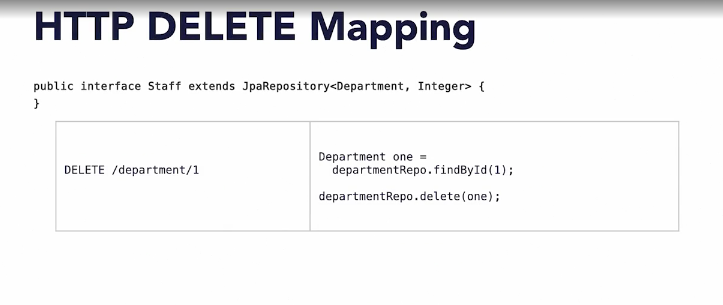 HTTP DELETE Mapping
public interface Staff extends JpaRepository<Department, Integer> {
}
DELETE /department/1
Department one =
departmentRepo.findById(1);
departmentRepo.delete(one);